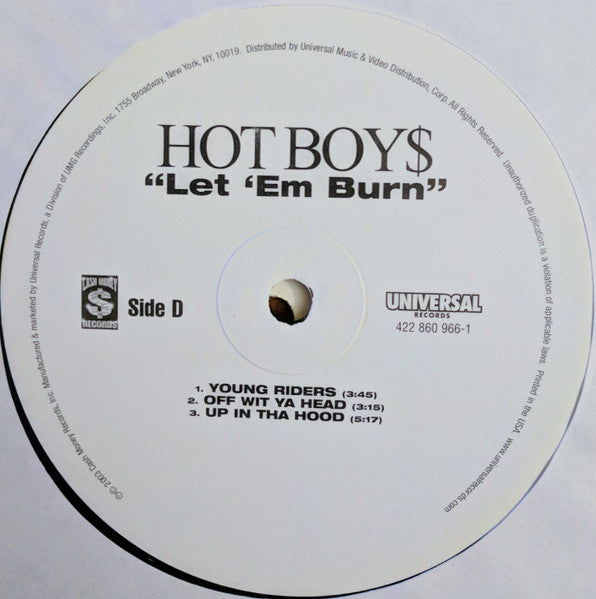 HOT BOY$
“Let ‘Em Burn”
CASH MONEY
$
RECORDS
Side D
UNIVERSAL
RECORDS
422 860 966-1
1. YOUNG RIDERS (3:45)
2. OFF WIT YA HEAD (3:15)
3. UP IN THA HOOD (5:17)
℗© 2003 Cash Money Records, Inc. Manufactured & marketed by Universal Records, a Division of UMG Recordings, Inc. 1755 Broadway, New York, NY, 10019. Distributed by Universal Music & Video Distribution, Corp. All Rights Reserved. Unauthorized duplication is a violation of applicable laws. Printed in the USA. www.universalrecords.com